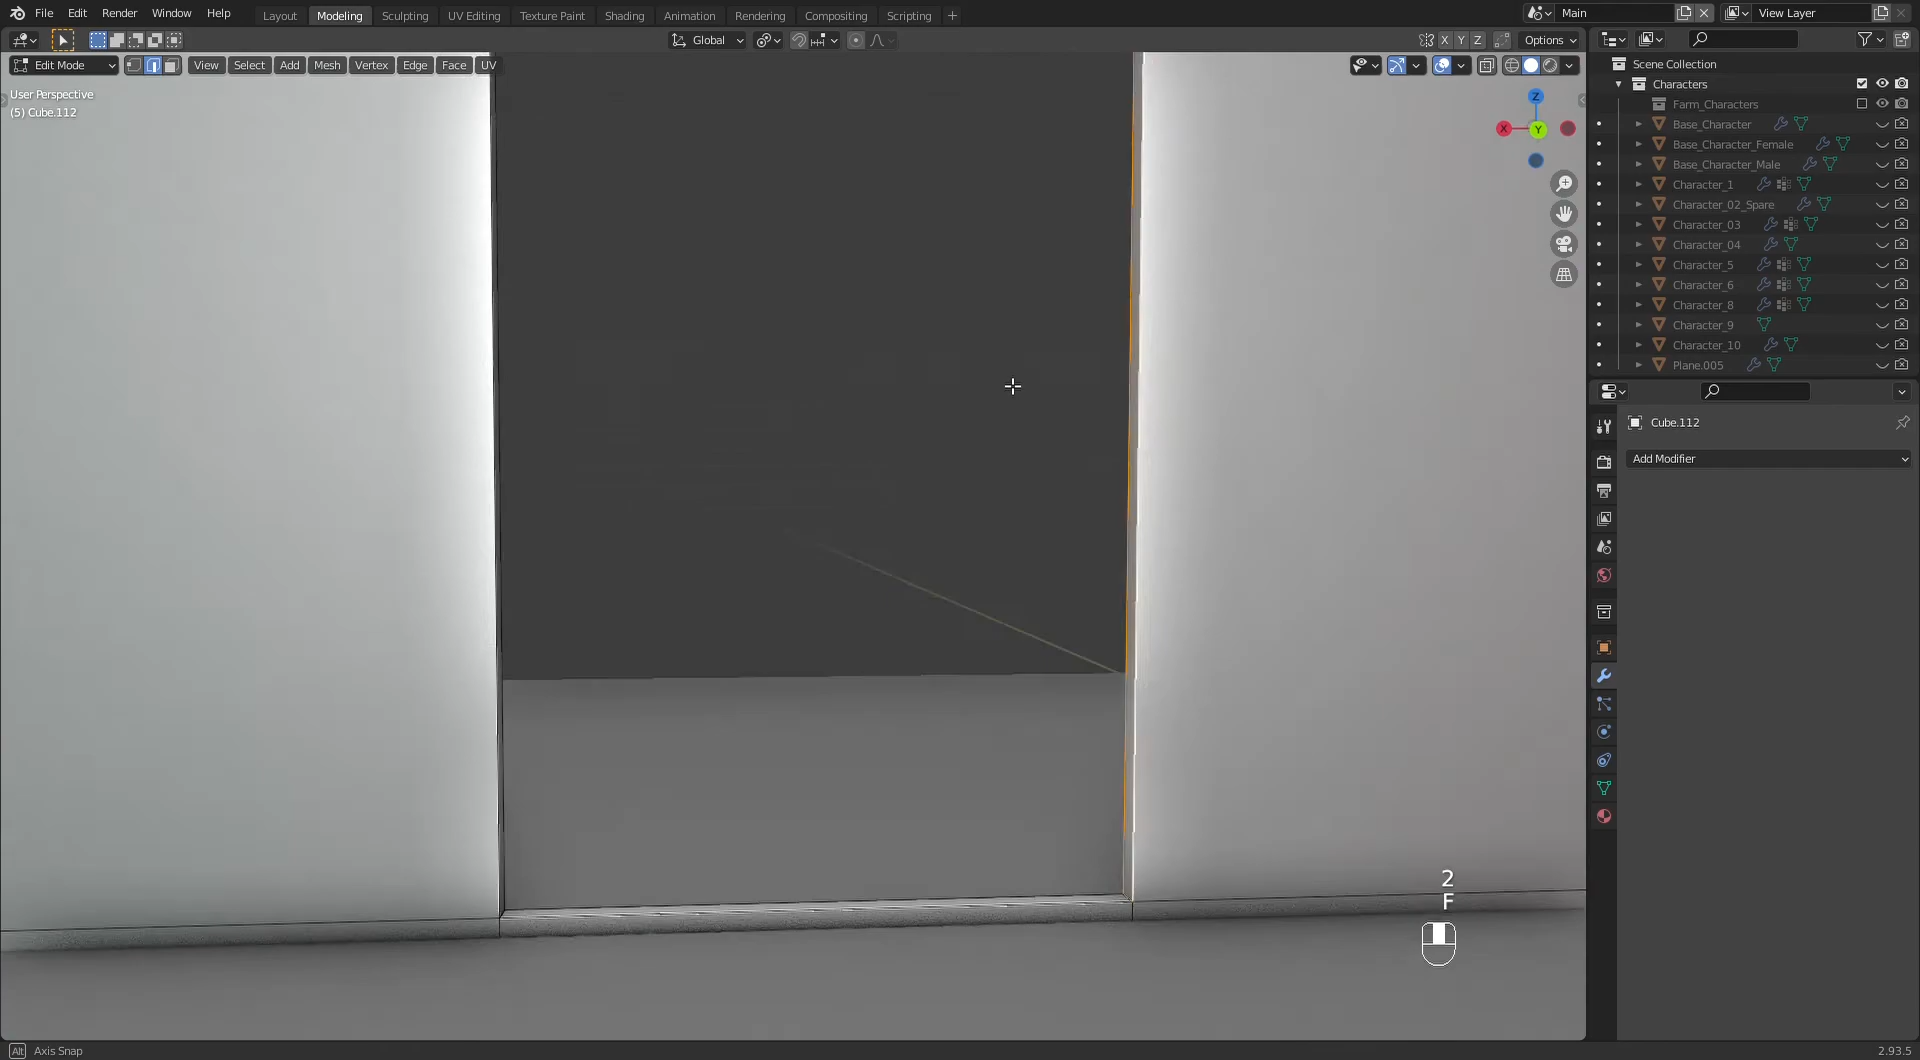 File Edit Render Window Help
Layout Modeling Sculpting UV Editing Texture Paint Shading Animation Rendering Compositing Scripting +
Main
View Layer
Global
X Y Z
Options
Edit Mode View Select Add Mesh Vertex Edge Face UV
User Perspective
(5) Cube.112
Z
X
Y
Scene Collection
Characters
Farm_Characters
Base_Character
Base_Character_Female
Base_Character_Male
Character_1
Character_02_Spare
Character_03
Character_04
Character_5
Character_6
Character_8
Character_9
Character_10
Plane.005
Cube.112
Add Modifier
2
F
Alt Axis Snap
2.93.5